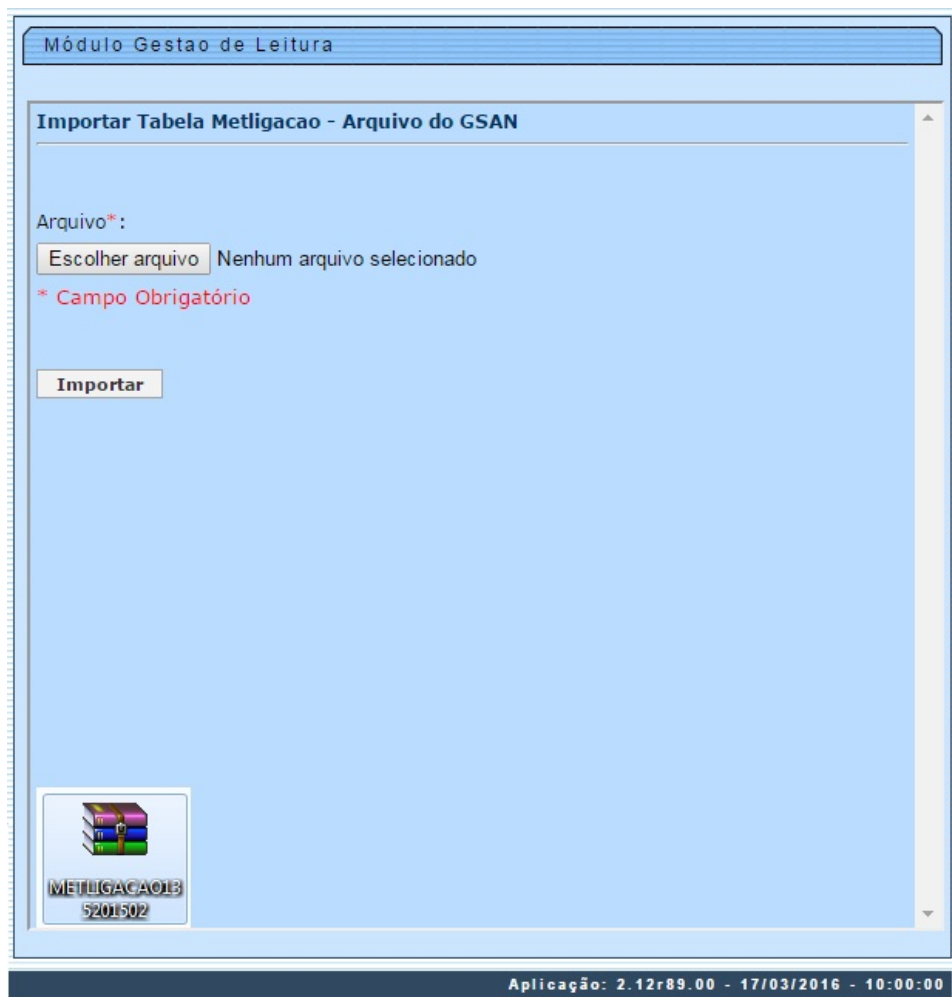 Módulo Gestao de Leitura
Importar Tabela Metligacao - Arquivo do GSAN
Arquivo*:
Escolher arquivo Nenhum arquivo selecionado
* Campo Obrigatório
Importar
METLIGACAO13
5201502
Aplicação: 2.12r89.00 - 17/03/2016 - 10:00:00